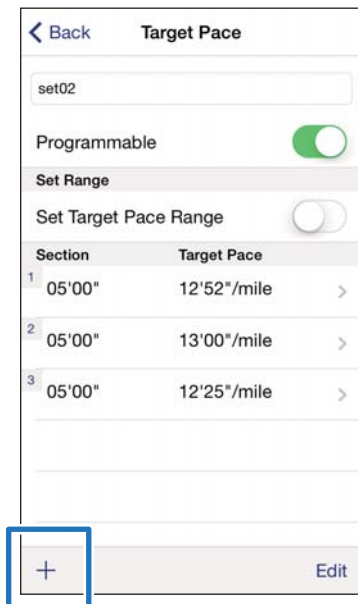 Back Target Pace
set02
Programmable
Set Range
Set Target Pace Range
Section Target Pace
1 05'00" 12'52"/mile >
2 05'00" 13'00"/mile >
3 05'00" 12'25"/mile >
+ Edit